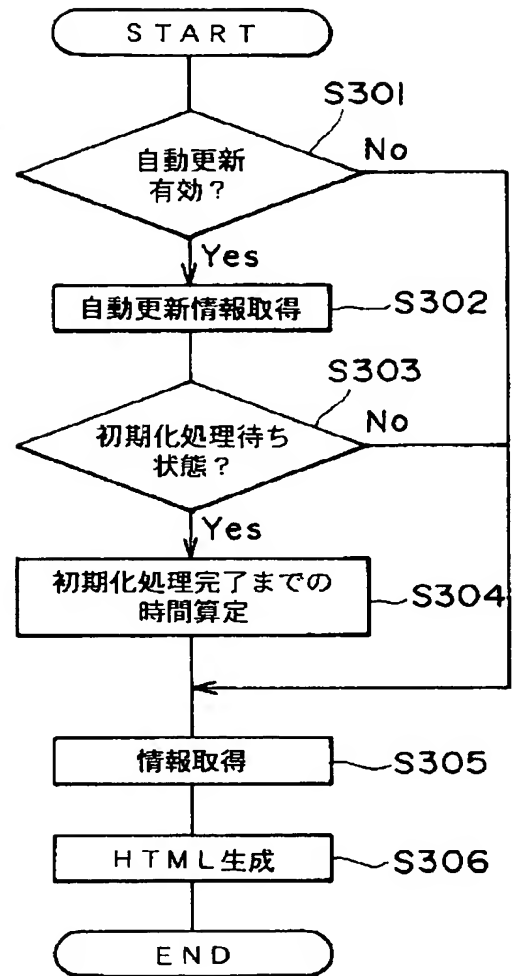 START
S301
自動更新
有効？
No
Yes
自動更新情報取得
S302
S303
初期化処理待ち
状態？
No
Yes
初期化処理完了までの
時間算定
S304
情報取得
S305
HTML生成
S306
END